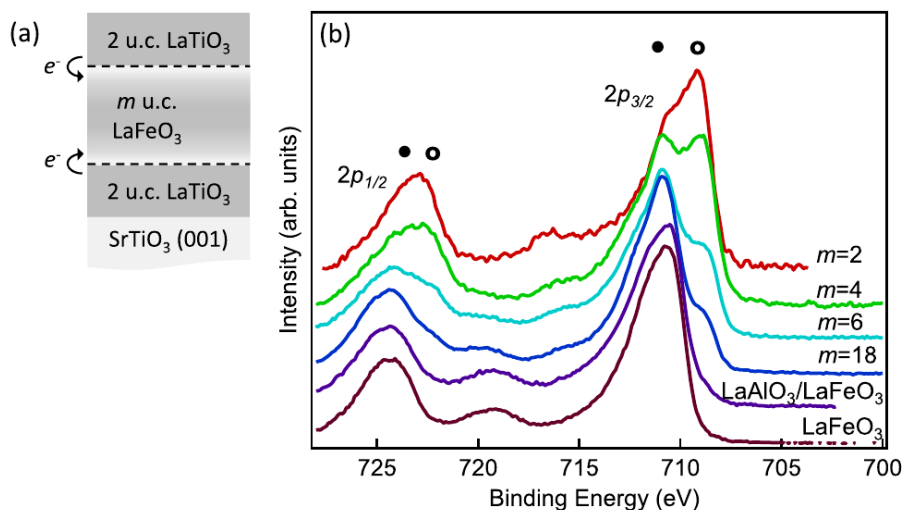 (a)
2 u.c. LaTiO₃
e⁻
m u.c.
LaFeO₃
e⁻
2 u.c. LaTiO₃
SrTiO₃ (001)
(b)
2p₃/₂
2p₁/₂
m=2
m=4
m=6
m=18
LaAlO₃/LaFeO₃
LaFeO₃
Intensity (arb. units)
725 720 715 710 705 700
Binding Energy (eV)